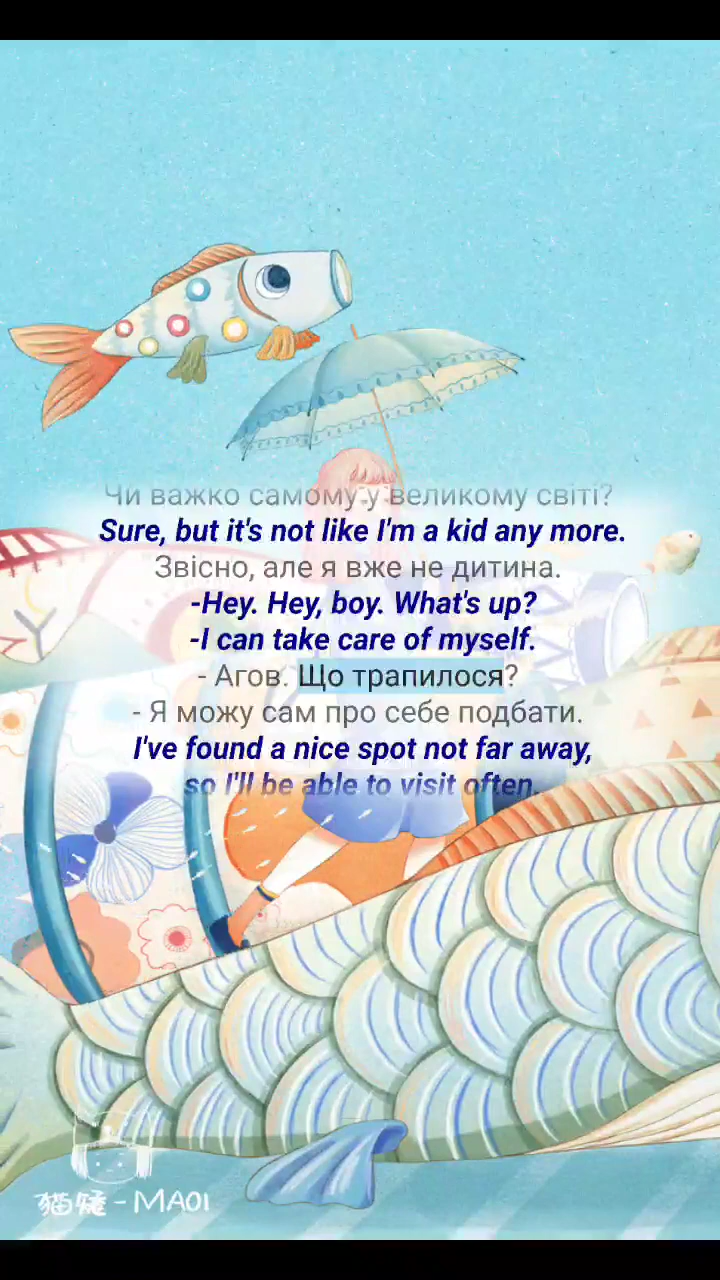 Чи важко самому у великому світі?
Sure, but it's not like I'm a kid any more.
Звісно, але я вже не дитина.
-Hey. Hey, boy. What's up?
-I can take care of myself.
- Агов. Що трапилося?
- Я можу сам про себе подбати.
I've found a nice spot not far away,
so I'll be able to visit often.
猫矮-MAOI